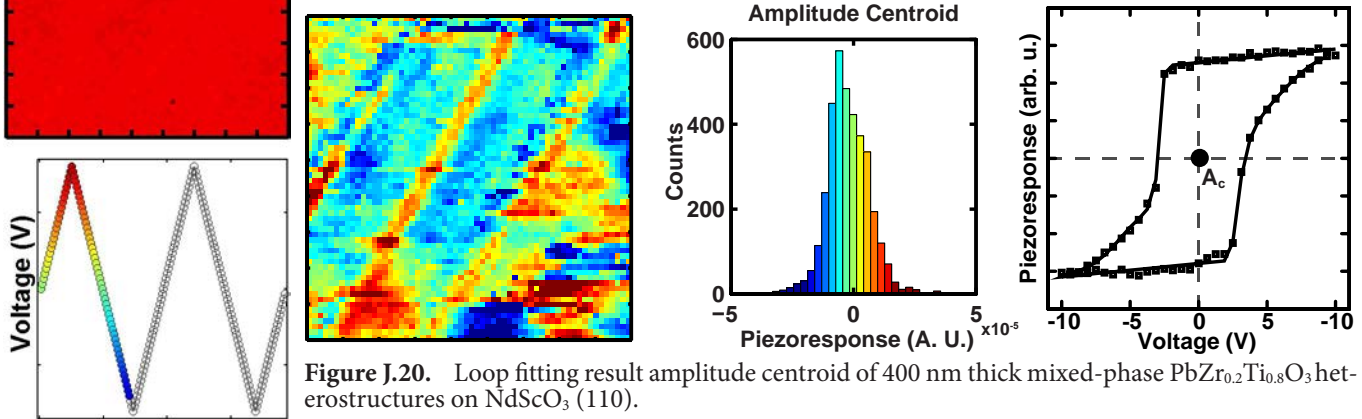 Voltage (V)
Amplitude Centroid
600
400
200
0
Counts
-5
0
5
Piezoresponse (A. U.) x10-5
Piezoresponse (arb. u.)
Ac
-10
-5
0
5
-10
Voltage (V)
Figure J.20. Loop fitting result amplitude centroid of 400 nm thick mixed-phase PbZr0.2Ti0.8O3 het-
erostructures on NdScO3 (110).